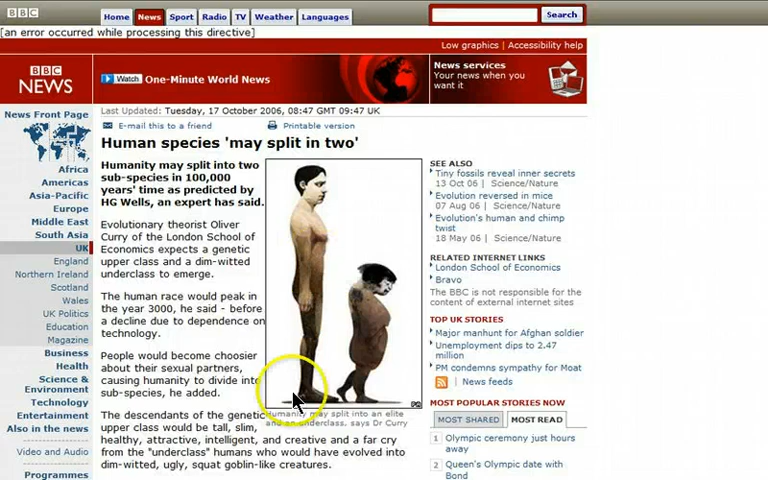 BBC
Home News Sport Radio TV Weather Languages
Search
[an error occurred while processing this directive]
Low graphics | Accessibility help
BBC
NEWS
Watch One-Minute World News
News services
Your news when you
want it
News Front Page
Africa
Americas
Asia-Pacific
Europe
Middle East
South Asia
UK
England
Northern Ireland
Scotland
Wales
UK Politics
Education
Magazine
Business
Health
Science &
Environment
Technology
Entertainment
Also in the news
Video and Audio
Programmes
Last Updated: Tuesday, 17 October 2006, 08:47 GMT 09:47 UK
E-mail this to a friend
Printable version
Human species 'may split in two'
Humanity may split into two
sub-species in 100,000
years' time as predicted by
HG Wells, an expert has said.
Evolutionary theorist Oliver
Curry of the London School of
Economics expects a genetic
upper class and a dim-witted
underclass to emerge.
The human race would peak in
the year 3000, he said - before
a decline due to dependence on
technology.
People would become choosier
about their sexual partners,
causing humanity to divide into
sub-species, he added.
The descendants of the genetic
upper class would be tall, slim,
healthy, attractive, intelligent, and creative and a far cry
from the "underclass" humans who would have evolved into
dim-witted, ugly, squat goblin-like creatures.
PA
Humanity may split into an elite
and an underclass, says Dr Curry
SEE ALSO
Tiny fossils reveal inner secrets
13 Oct 06 | Science/Nature
Evolution reversed in mice
07 Aug 06 | Science/Nature
Evolution's human and chimp
twist
18 May 06 | Science/Nature
RELATED INTERNET LINKS
London School of Economics
Bravo
The BBC is not responsible for the
content of external internet sites
TOP UK STORIES
Major manhunt for Afghan soldier
Unemployment dips to 2.47
million
PM condemns sympathy for Moat
News feeds
MOST POPULAR STORIES NOW
MOST SHARED MOST READ
1 Olympic ceremony just hours
away
2 Queen's Olympic date with
Bond